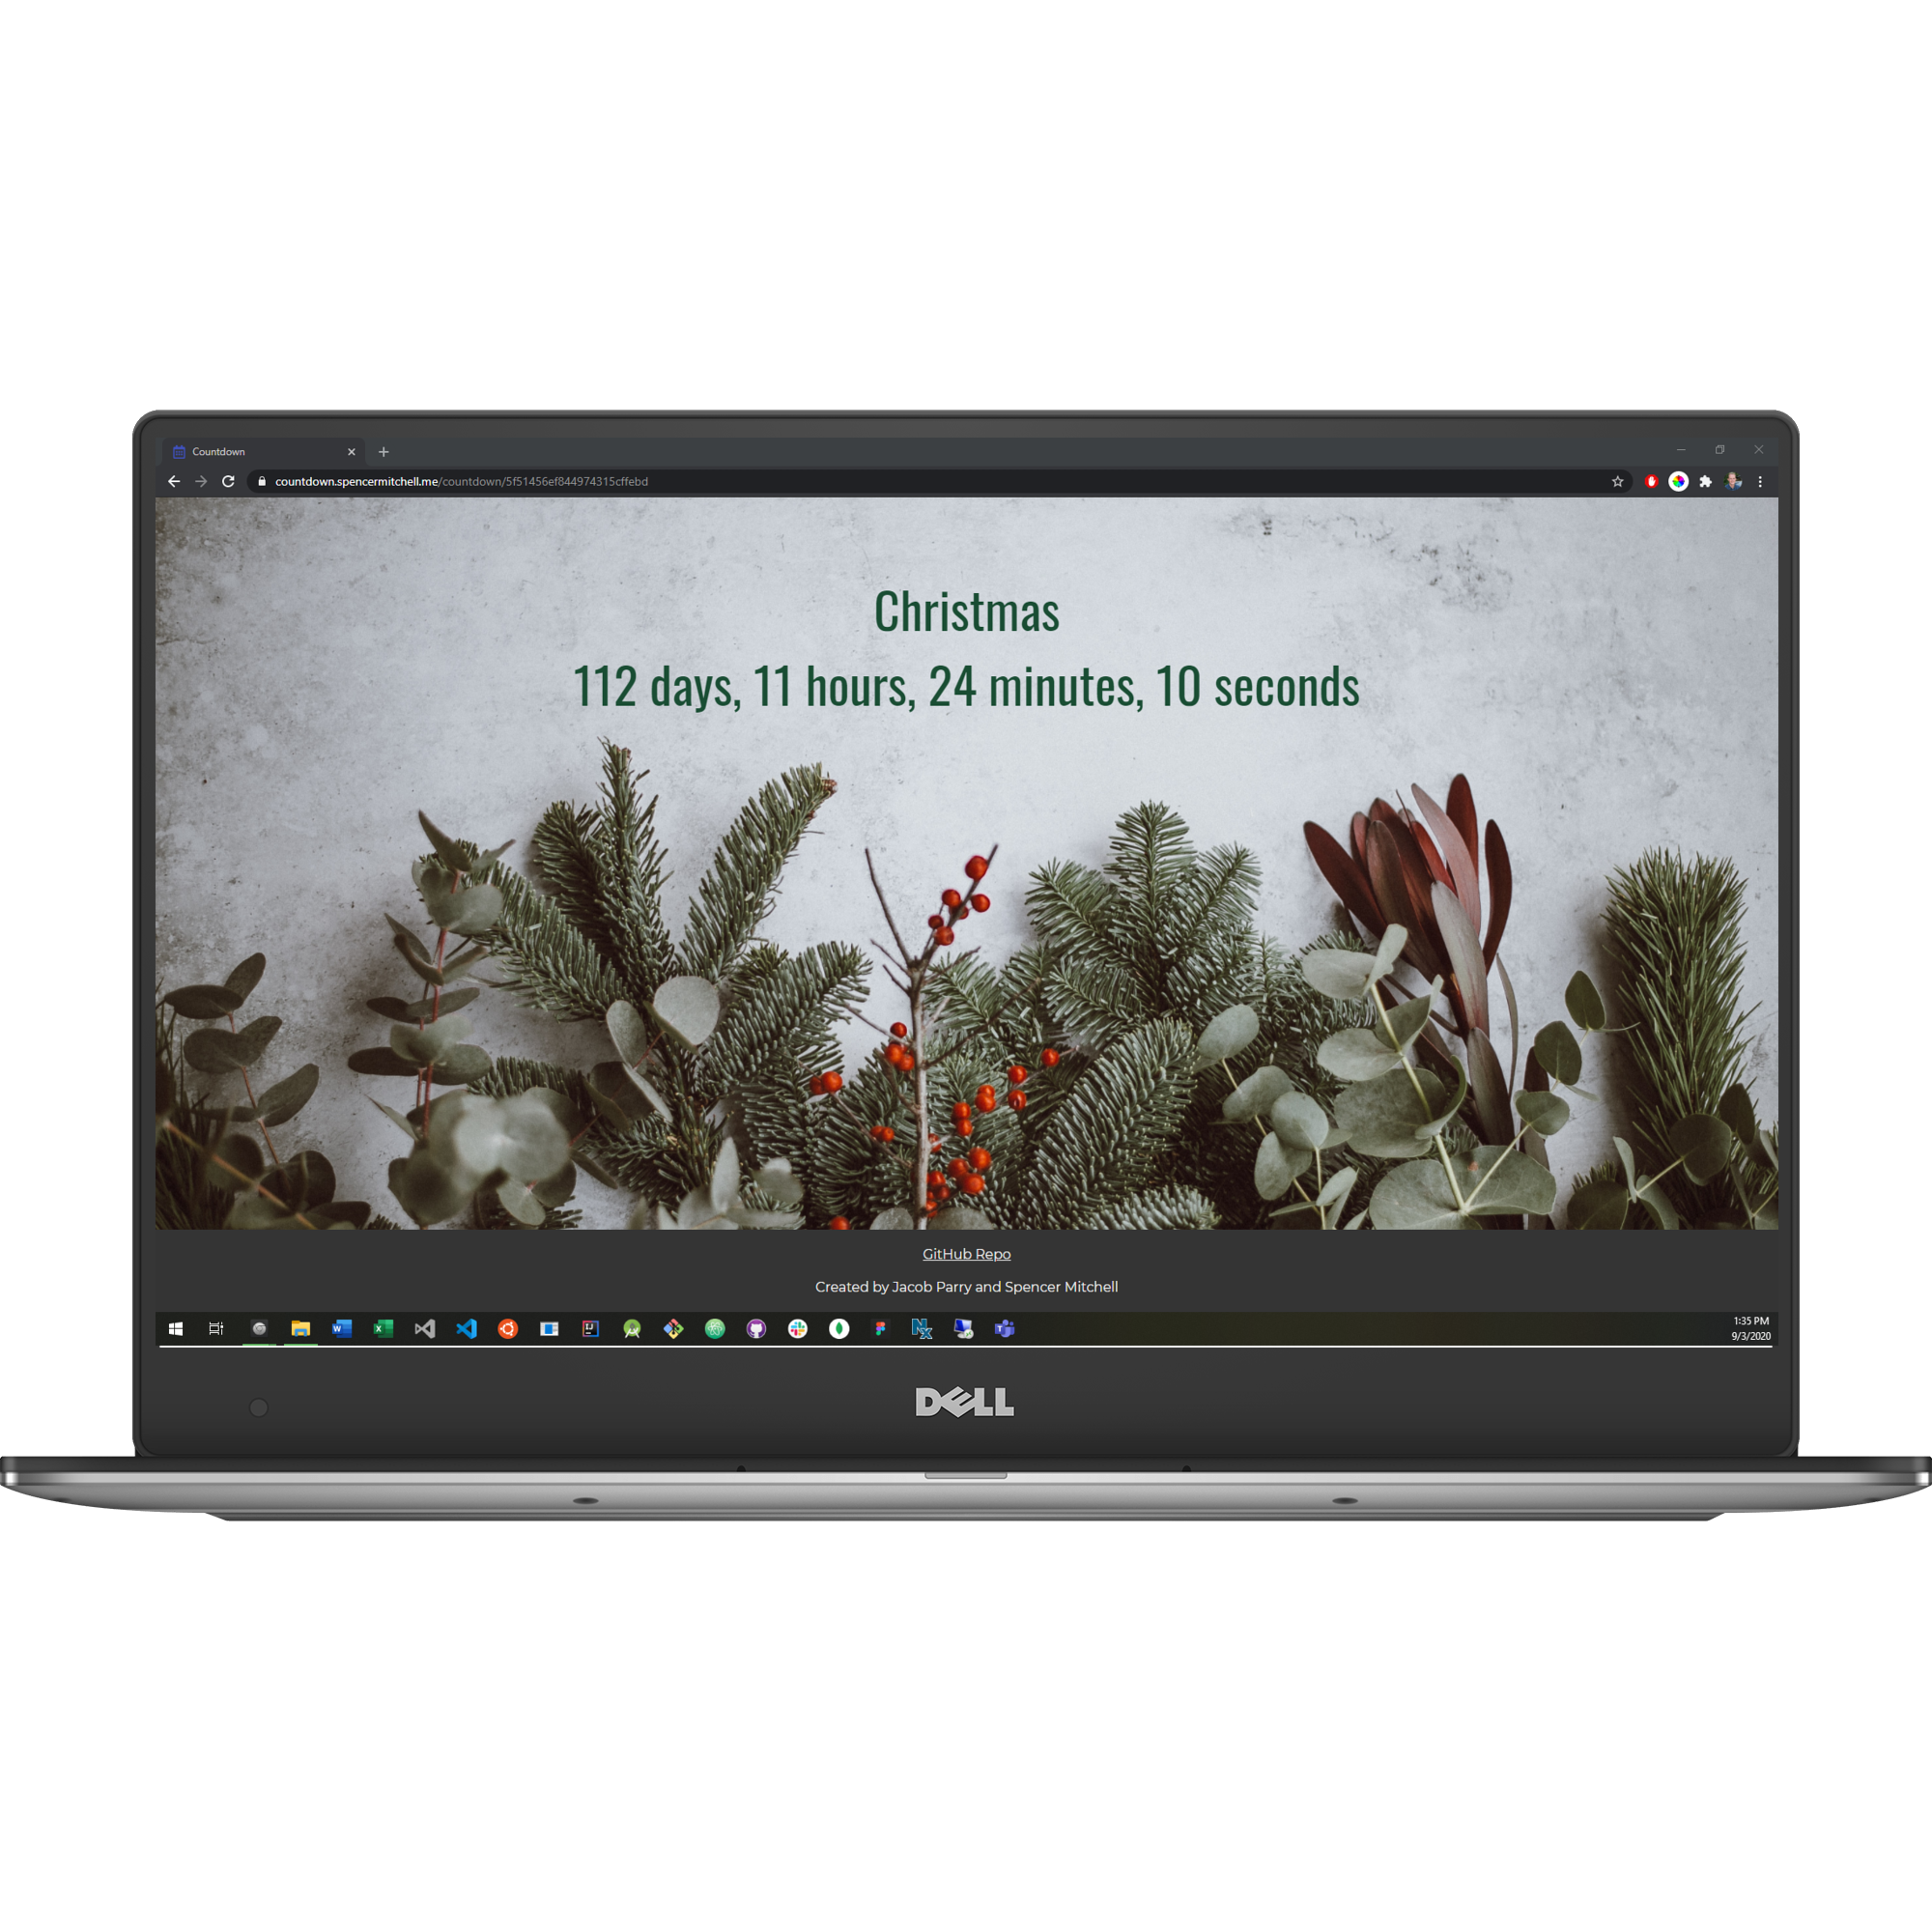 Countdown
countdown.spencermitchell.me/countdown/5f51456ef844974315cffebd
Christmas
112 days, 11 hours, 24 minutes, 10 seconds
GitHub Repo
Created by Jacob Parry and Spencer Mitchell
1:35 PM
9/3/2020
DELL